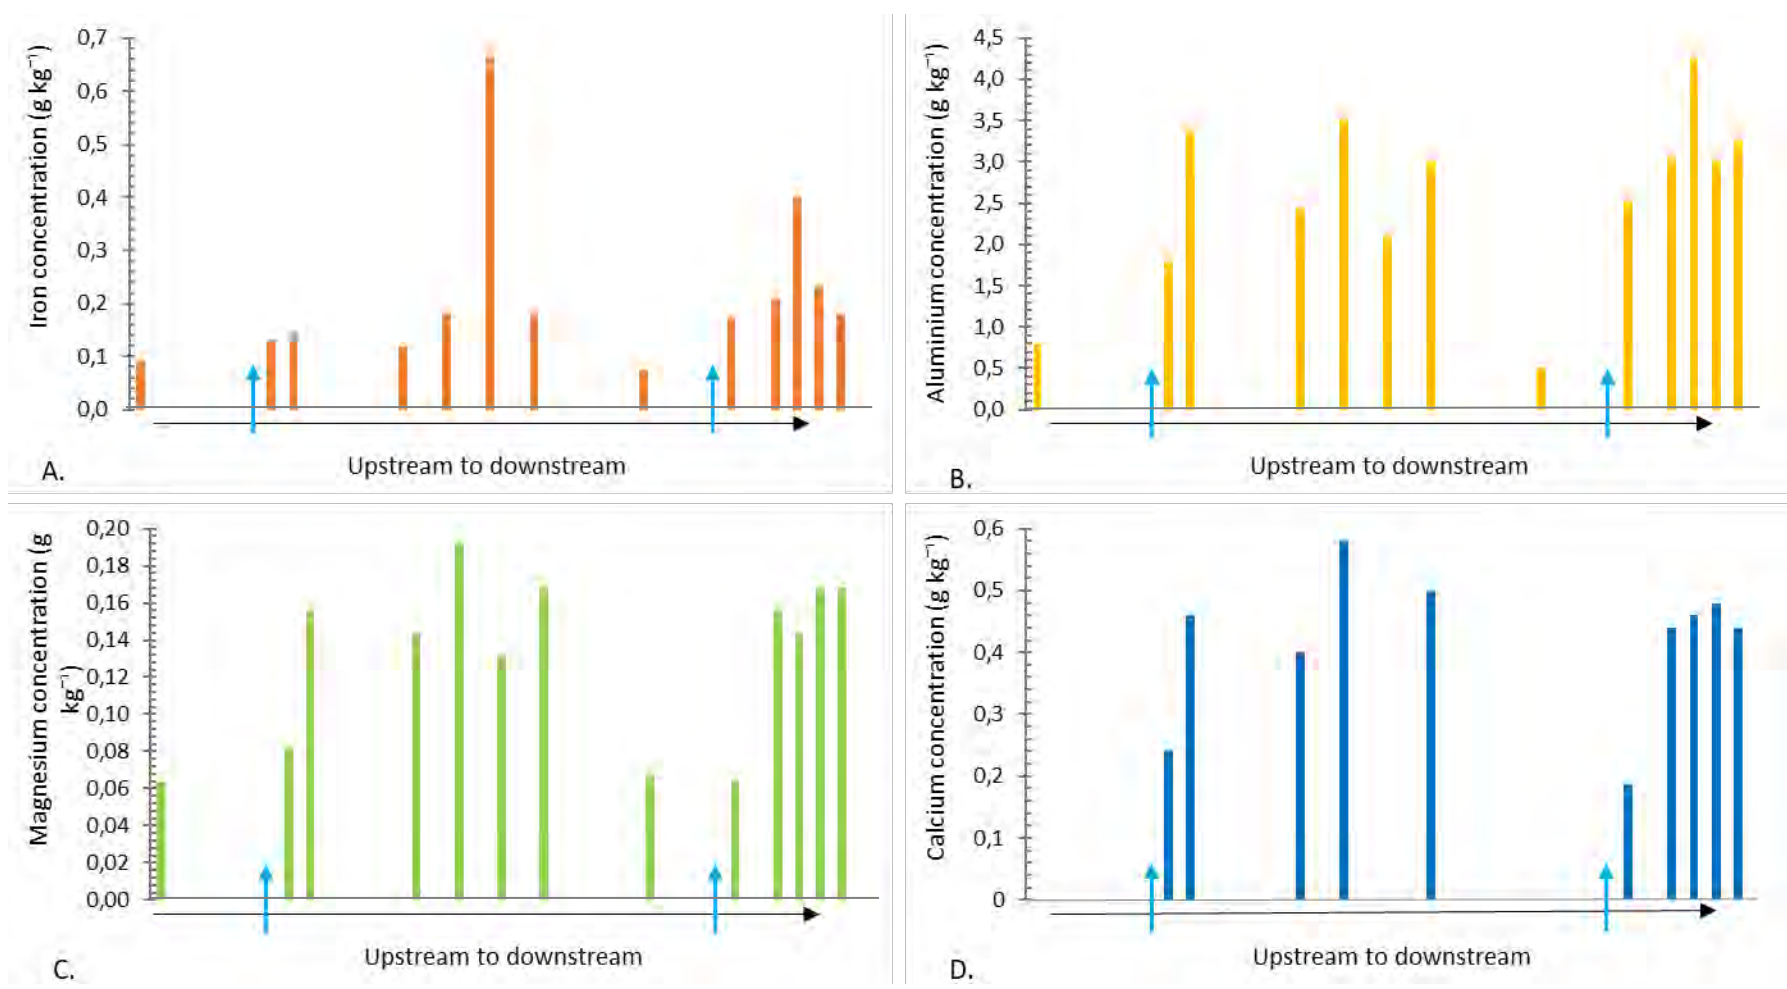 Iron concentration (g kg⁻¹)
0,7
0,6
0,5
0,4
0,3
0,2
0,1
0,0
Upstream to downstream
A.
Aluminium concentration (g kg⁻¹)
4,5
4,0
3,5
3,0
2,5
2,0
1,5
1,0
0,5
0,0
Upstream to downstream
B.
Magnesium concentration (g
kg⁻¹)
0,20
0,18
0,16
0,14
0,12
0,10
0,08
0,06
0,04
0,02
0,00
Upstream to downstream
C.
Calcium concentration (g kg⁻¹)
0,6
0,5
0,4
0,3
0,2
0,1
0
Upstream to downstream
D.